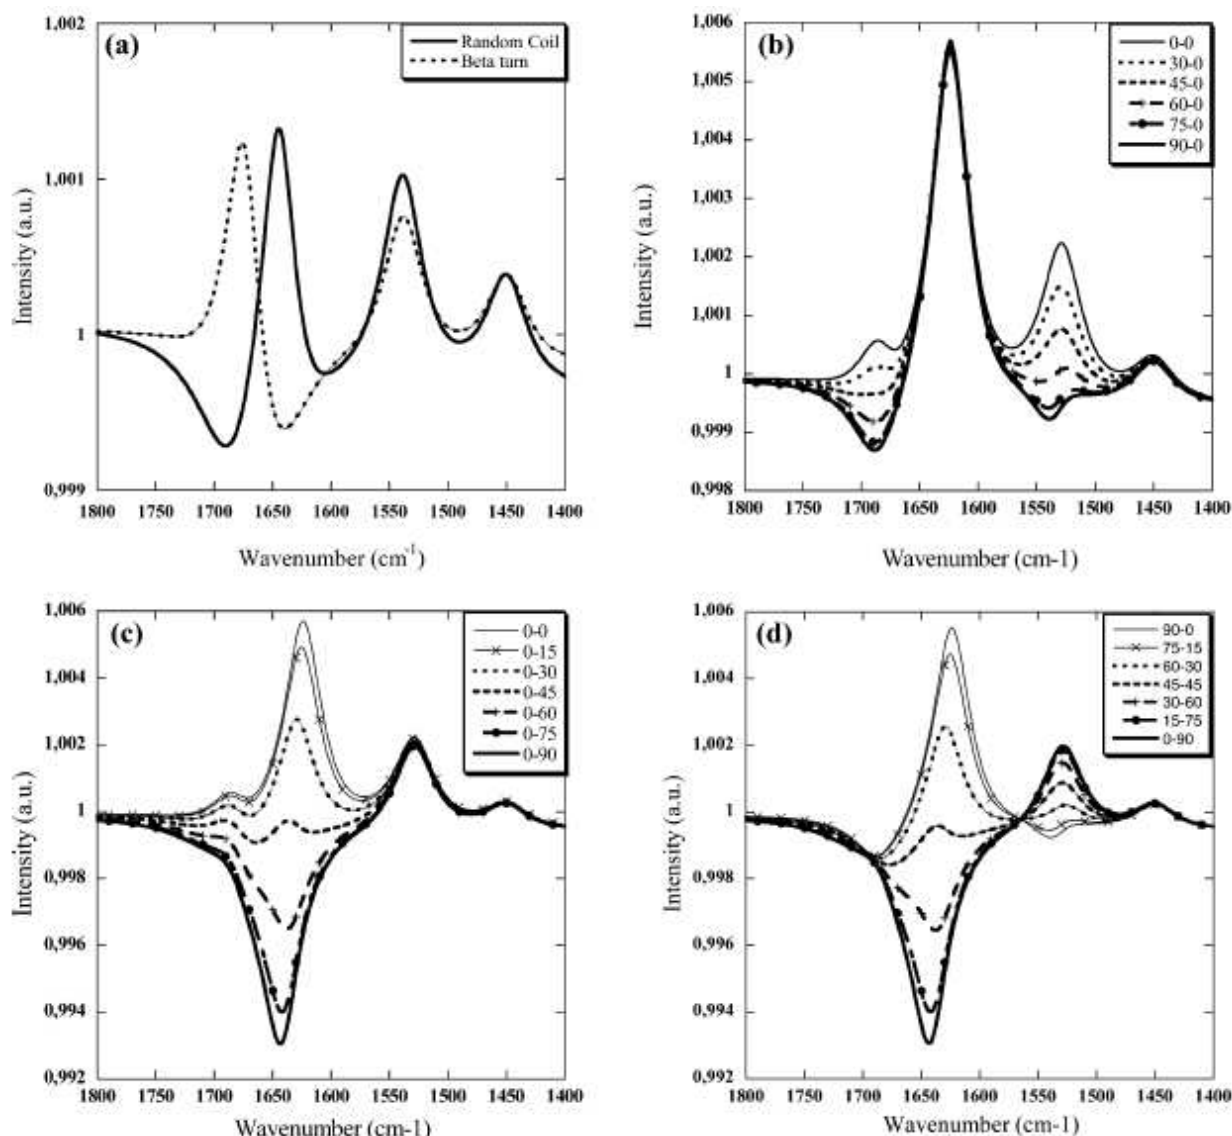 (a)
Random Coil
Beta turn
1,002
1,001
1
0,999
Intensity (a.u.)
1800 1750 1700 1650 1600 1550 1500 1450 1400
Wavenumber (cm-1)
(b)
0-0
30-0
45-0
60-0
75-0
90-0
1,006
1,005
1,004
1,003
1,002
1,001
1
0,999
0,998
Intensity (a.u.)
1800 1750 1700 1650 1600 1550 1500 1450 1400
Wavenumber (cm-1)
(c)
0-0
0-15
0-30
0-45
0-60
0-75
0-90
1,006
1,004
1,002
1
0,998
0,996
0,994
0,992
Intensity (a.u.)
1800 1750 1700 1650 1600 1550 1500 1450 1400
Wavenumber (cm-1)
(d)
90-0
75-15
60-30
45-45
30-60
15-75
0-90
1,006
1,004
1,002
1
0,998
0,996
0,994
0,992
Intensity (a.u.)
1800 1750 1700 1650 1600 1550 1500 1450 1400
Wavenumber (cm-1)